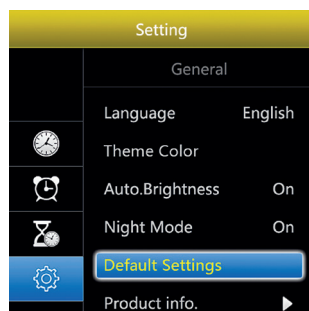 Setting
General
Language English
Theme Color
Auto.Brightness On
Night Mode On
Default Settings
Product info.